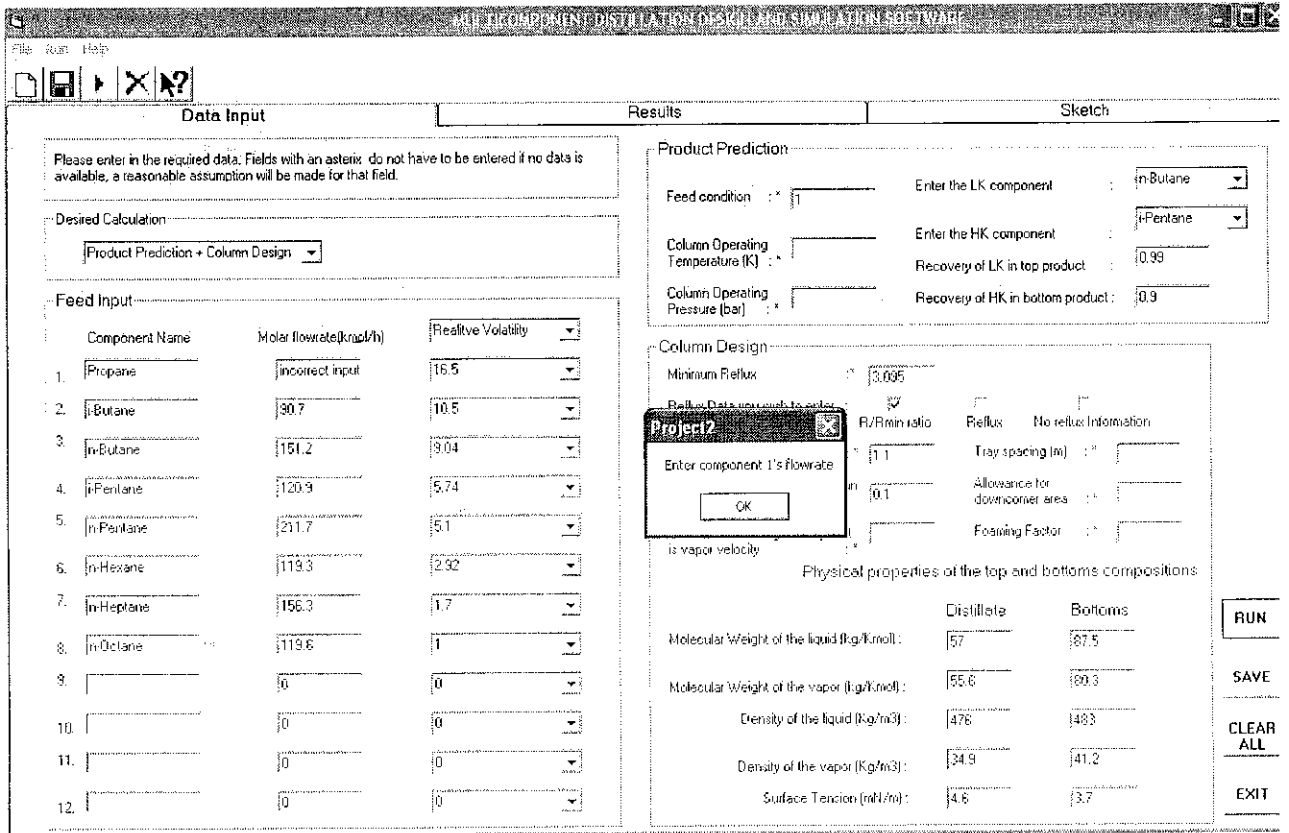 MULTICOMPONENT DISTILLATION DESIGN AND SIMULATION SOFTWARE
File Run Help
Data Input
Results
Sketch
Please enter in the required data. Fields with an asterix do not have to be entered if no data is
available, a reasonable assumption will be made for that field.
Desired Calculation
Product Prediction + Column Design
Feed Input
Component Name Molar flowrate(kmol/h) Realitve Volatility
1. Propane incorrect input 16.5
2. i-Butane 90.7 10.5
3. n-Butane 151.2 9.04
4. i-Pentane 120.9 5.74
5. n-Pentane 211.7 5.1
6. n-Hexane 119.3 2.92
7. n-Heptane 156.3 1.7
8. n-Octane 119.6 1
9. 0 0
10. 0 0
11. 0 0
12. 0 0
Product Prediction
Feed condition : * 1
Column Operating
Temperature (K) : *
Column Operating
Pressure (bar) : *
Enter the LK component : n-Butane
Enter the HK component : i-Pentane
Recovery of LK in top product : 0.99
Recovery of HK in bottom product : 0.9
Column Design
Minimum Reflux :* 3.095
Reflux Data you wish to enter
R/Rmin ratio Reflux No reflux Information
* 1.1 Tray spacing (m) : *
0.1 Allowance for
downcomer area : *
Foaming Factor : *
is vapor velocity : *
Project2
Enter component 1's flowrate
OK
Physical properties of the top and bottoms compositions
Distillate Bottoms
Molecular Weight of the liquid (Kg/Kmol) : 57 87.5
Molecular Weight of the vapor (Kg/Kmol) : 55.6 80.3
Density of the liquid (Kg/m3) : 476 483
Density of the vapor (Kg/m3) : 34.9 41.2
Surface Tension (mN/m) : 4.6 3.7
RUN
SAVE
CLEAR
ALL
EXIT